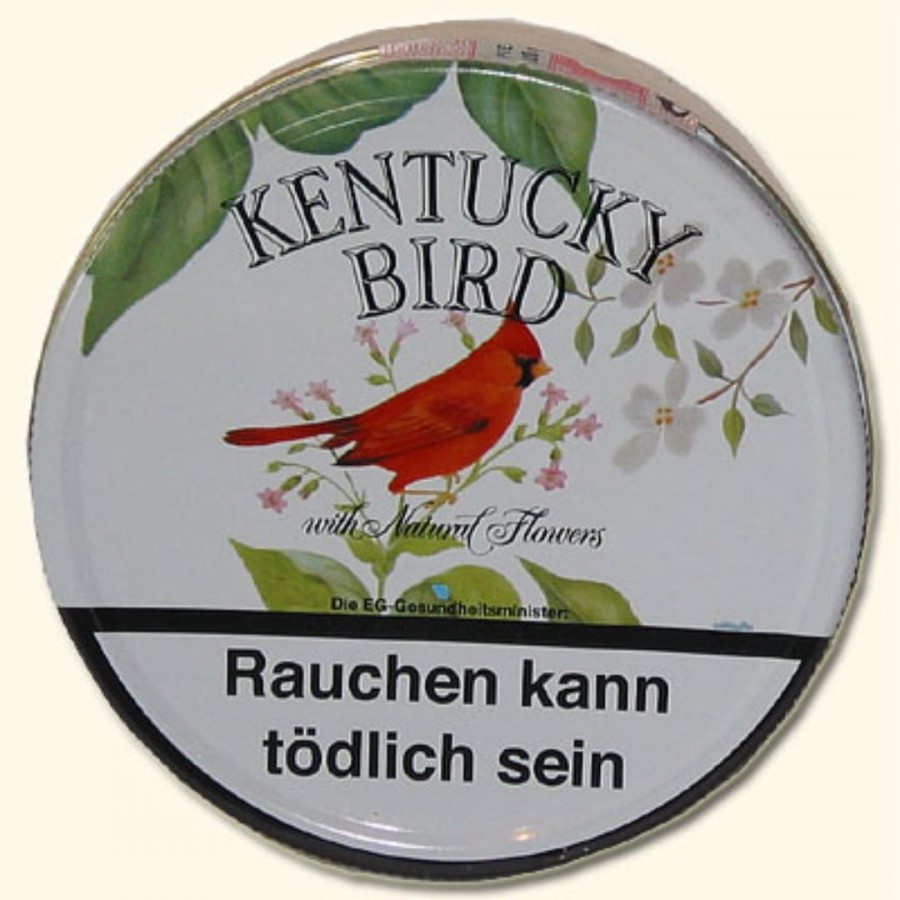 KENTUCKY
BIRD
with Natural Flowers
Die EG-Gesundheitsminister:
Rauchen kann
tödlich sein